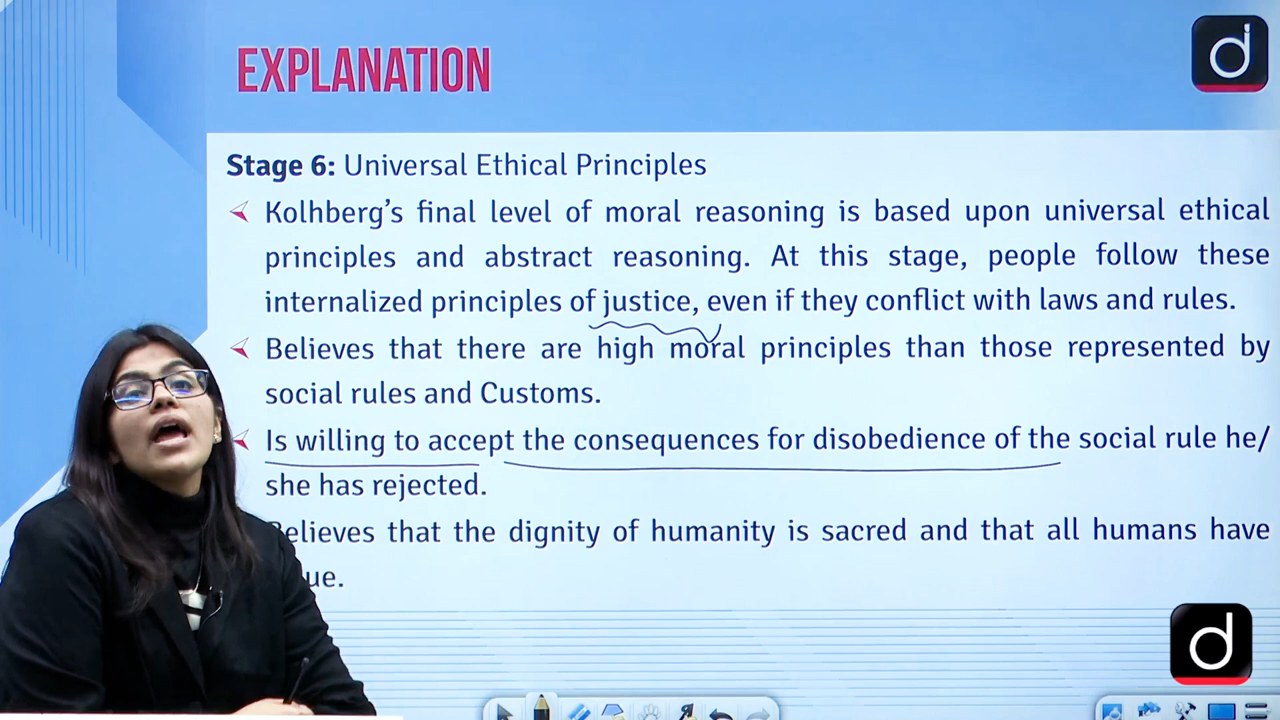 EXPLANATION
Stage 6: Universal Ethical Principles
Kolhberg's final level of moral reasoning is based upon universal ethical
principles and abstract reasoning. At this stage, people follow these
internalized principles of justice, even if they conflict with laws and rules.
Believes that there are high moral principles than those represented by
social rules and Customs.
Is willing to accept the consequences for disobedience of the social rule he/
she has rejected.
Believes that the dignity of humanity is sacred and that all humans have
ue.
d
d